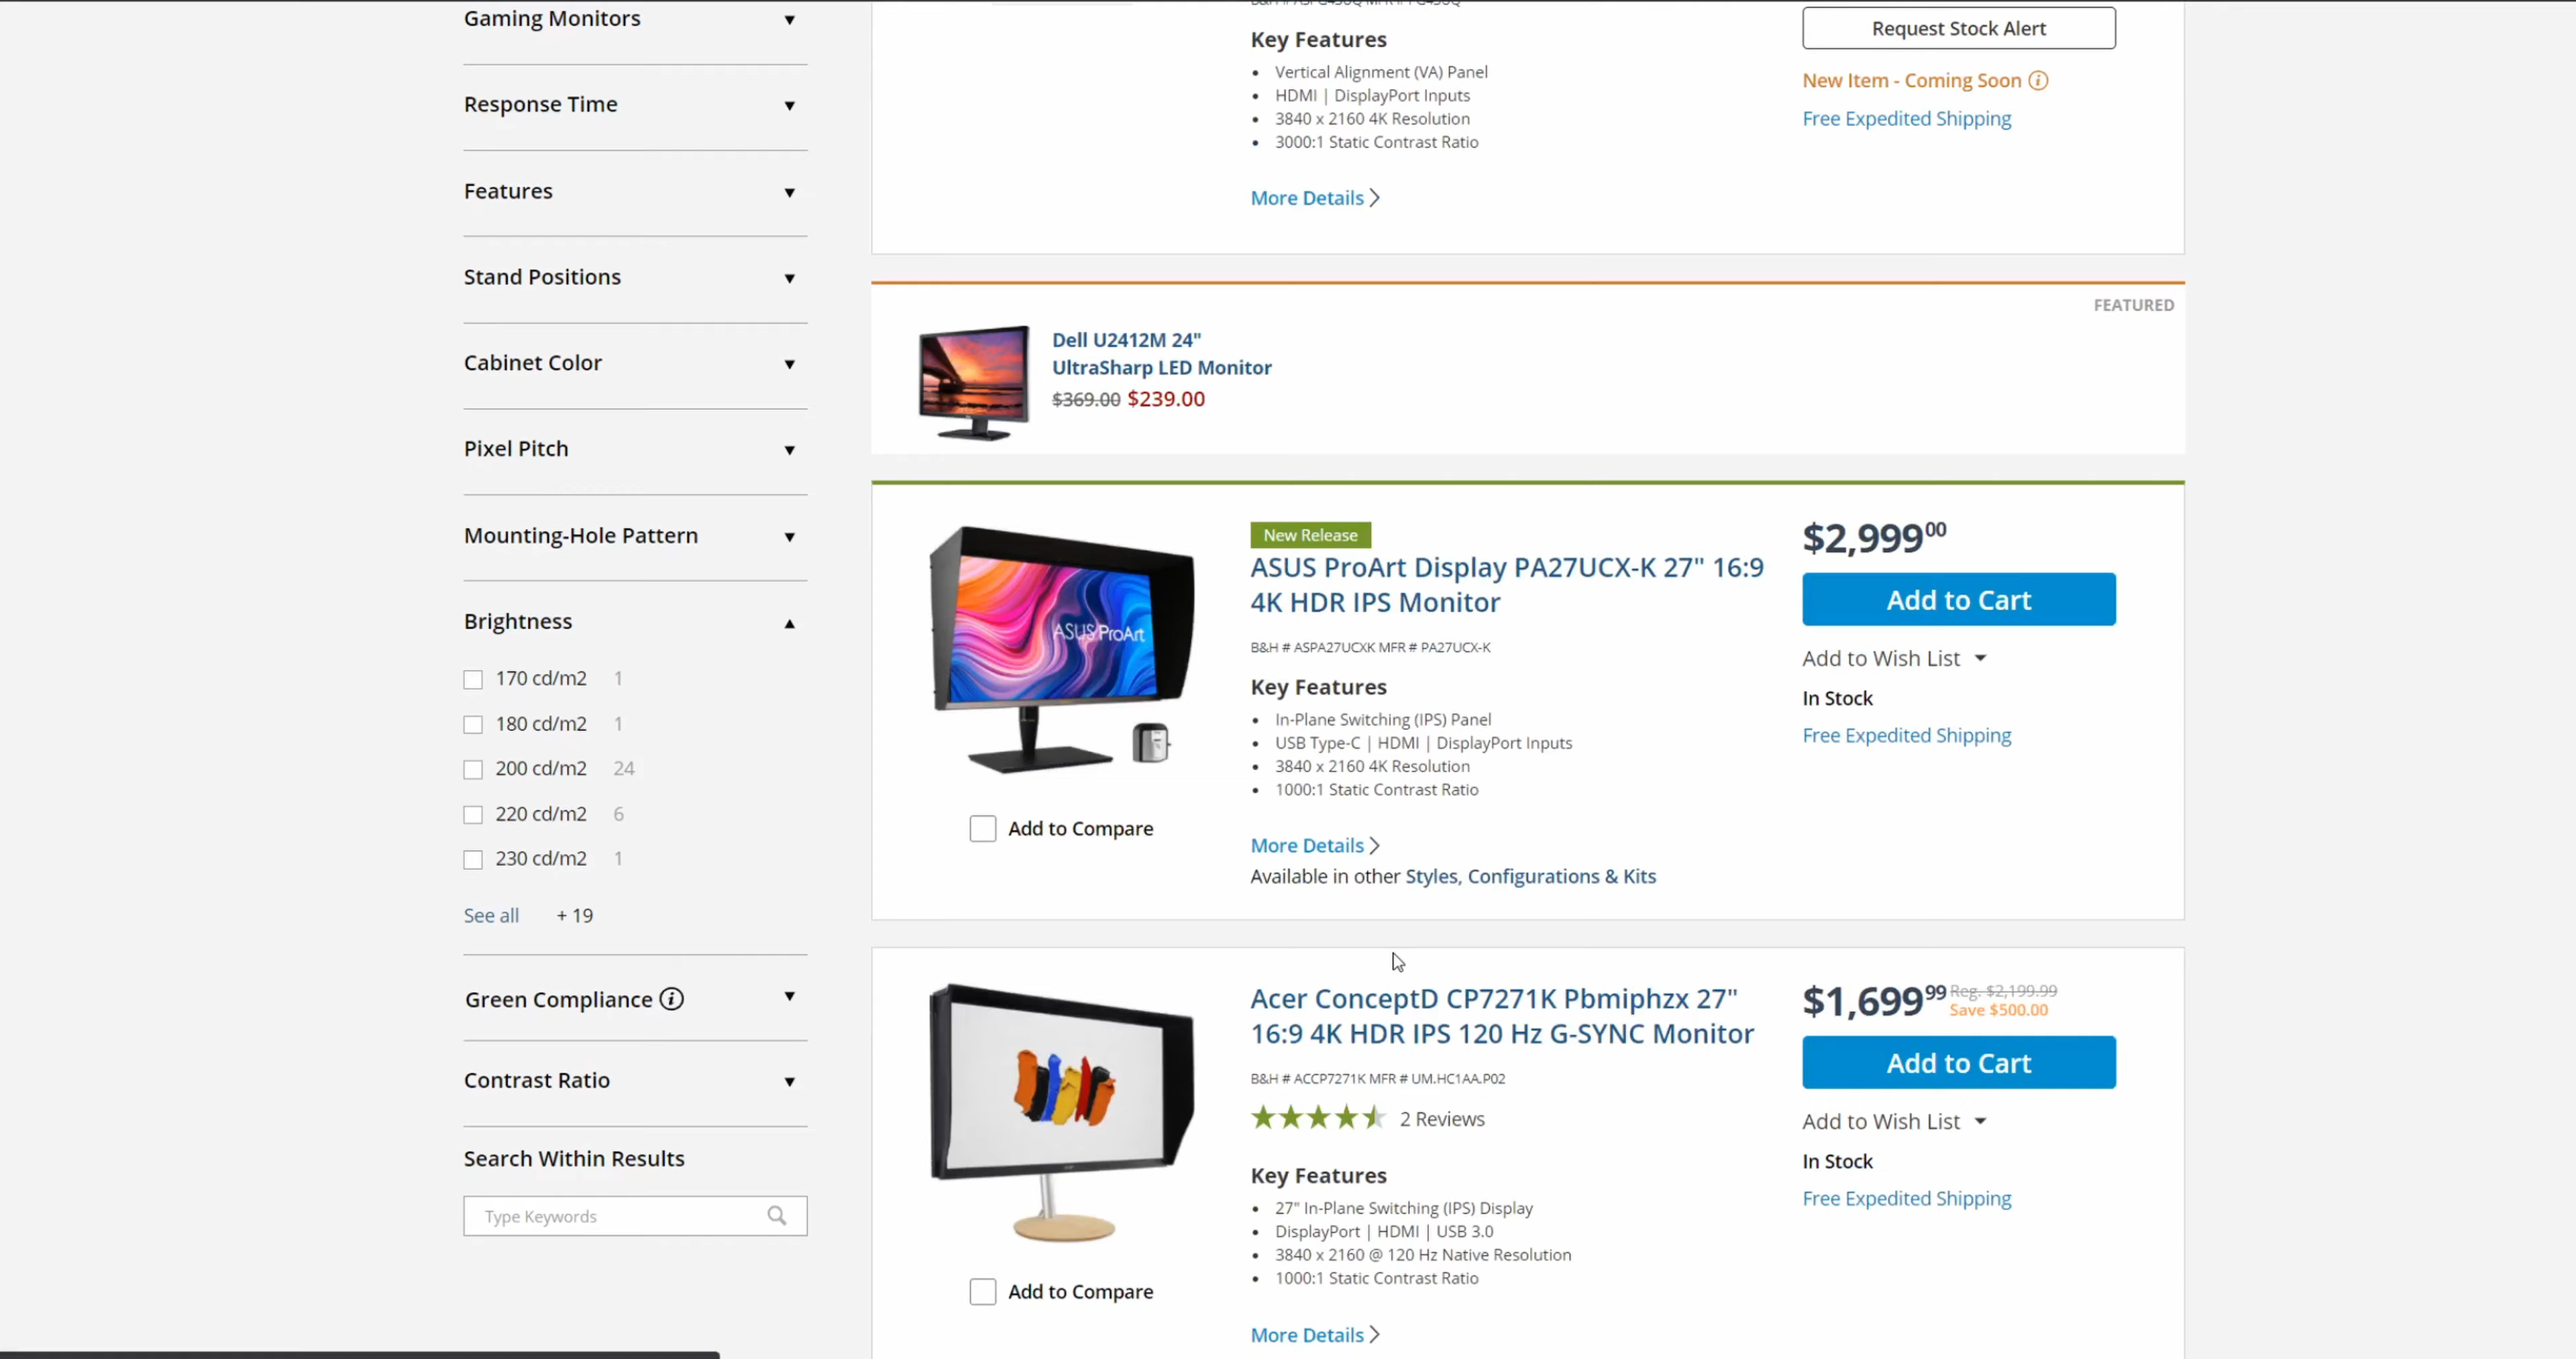 Gaming Monitors
Response Time
Features
Stand Positions
Cabinet Color
Pixel Pitch
Mounting-Hole Pattern
Brightness
170 cd/m2 1
180 cd/m2 1
200 cd/m2 24
220 cd/m2 6
230 cd/m2 1
See all + 19
Green Compliance
Contrast Ratio
Search Within Results
Type Keywords
Key Features
Vertical Alignment (VA) Panel
HDMI | DisplayPort Inputs
3840 x 2160 4K Resolution
3000:1 Static Contrast Ratio
More Details
Request Stock Alert
New Item - Coming Soon
Free Expedited Shipping
FEATURED
Dell U2412M 24"
UltraSharp LED Monitor
$369.00 $239.00
ASUS ProArt
Add to Compare
New Release
ASUS ProArt Display PA27UCX-K 27" 16:9
4K HDR IPS Monitor
B&H # ASPA27UCXK MFR # PA27UCX-K
Key Features
In-Plane Switching (IPS) Panel
USB Type-C | HDMI | DisplayPort Inputs
3840 x 2160 4K Resolution
1000:1 Static Contrast Ratio
More Details
Available in other Styles, Configurations & Kits
$2,999 00
Add to Cart
Add to Wish List
In Stock
Free Expedited Shipping
Add to Compare
Acer ConceptD CP7271K Pbmiphzx 27"
16:9 4K HDR IPS 120 Hz G-SYNC Monitor
B&H # ACCP7271K MFR # UM.HC1AA.P02
2 Reviews
Key Features
27" In-Plane Switching (IPS) Display
DisplayPort | HDMI | USB 3.0
3840 x 2160 @ 120 Hz Native Resolution
1000:1 Static Contrast Ratio
More Details
$1,699 99 Reg. $2,199.99
Save $500.00
Add to Cart
Add to Wish List
In Stock
Free Expedited Shipping